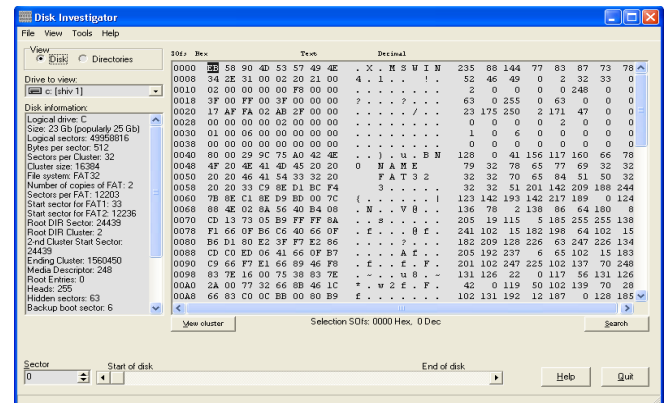 Disk Investigator
File View Tools Help
View
Disk Directories
Drive to view:
c: [shiv 1]
Disk information:
Logical drive: C
Size: 23 Gb (popularly 25 Gb)
Logical sectors: 49958816
Bytes per sector: 512
Sectors per Cluster: 32
Cluster size: 16384
File system: FAT32
Number of copies of FAT: 2
Sectors per FAT: 12203
Start sector for FAT1: 33
Start sector for FAT2: 12236
Root DIR Sector: 24439
Root DIR Cluster: 2
2-nd Cluster Start Sector:
24439
Ending Cluster: 1560450
Media Descriptor: 248
Root Entries: 0
Heads: 255
Hidden sectors: 63
Backup boot sector: 6
SOfs Hex Text Decimal
0000 EB 58 90 4D 53 57 49 4E . X . M S W I N 235 88 144 77 83 87 73 78
0008 34 2E 31 00 02 20 21 00 4 . 1 . . ! . 52 46 49 0 2 32 33 0
0010 02 00 00 00 00 F8 00 00 . . . . . . . . 2 0 0 0 0 248 0 0
0018 3F 00 FF 00 3F 00 00 00 ? . . . ? . . . 63 0 255 0 63 0 0 0
0020 17 AF FA 02 AB 2F 00 00 . . . . . / . . 23 175 250 2 171 47 0 0
0028 00 00 00 00 02 00 00 00 . . . . . . . . 0 0 0 0 2 0 0 0
0030 01 00 06 00 00 00 00 00 . . . . . . . . 1 0 6 0 0 0 0 0
0038 00 00 00 00 00 00 00 00 . . . . . . . . 0 0 0 0 0 0 0 0
0040 80 00 29 9C 75 A0 42 4E . . ) . u . B N 128 0 41 156 117 160 66 78
0048 4F 20 4E 41 4D 45 20 20 O N A M E 79 32 78 65 77 69 32 32
0050 20 20 46 41 54 33 32 20 F A T 3 2 32 32 70 65 84 51 50 32
0058 20 20 33 C9 8E D1 BC F4 3 . . . . . 32 32 51 201 142 209 188 244
0060 7B 8E C1 8E D9 BD 00 7C { . . . . . . | 123 142 193 142 217 189 0 124
0068 88 4E 02 8A 56 40 B4 08 . N . . V @ . . 136 78 2 138 86 64 180 8
0070 CD 13 73 05 B9 FF FF 8A . . s . . . . . 205 19 115 5 185 255 255 138
0078 F1 66 0F B6 C6 40 66 0F . f . . . @ f . 241 102 15 182 198 64 102 15
0080 B6 D1 80 E2 3F F7 E2 86 . . . . ? . . . 182 209 128 226 63 247 226 134
0088 CD C0 ED 06 41 66 0F B7 . . . . A f . . 205 192 237 6 65 102 15 183
0090 C9 66 F7 E1 66 89 46 F8 . f . . f . F . 201 102 247 225 102 137 70 248
0098 83 7E 16 00 75 38 83 7E . ~ . . u 8 . ~ 131 126 22 0 117 56 131 126
00A0 2A 00 77 32 66 8B 46 1C * . w 2 f . F . 42 0 119 50 102 139 70 28
00A8 66 83 C0 0C BB 00 80 B9 f . . . . . . . 102 131 192 12 187 0 128 185
View cluster Selection SOfs: 0000 Hex, 0 Dec Search
Sector Start of disk End of disk
0 Help Quit